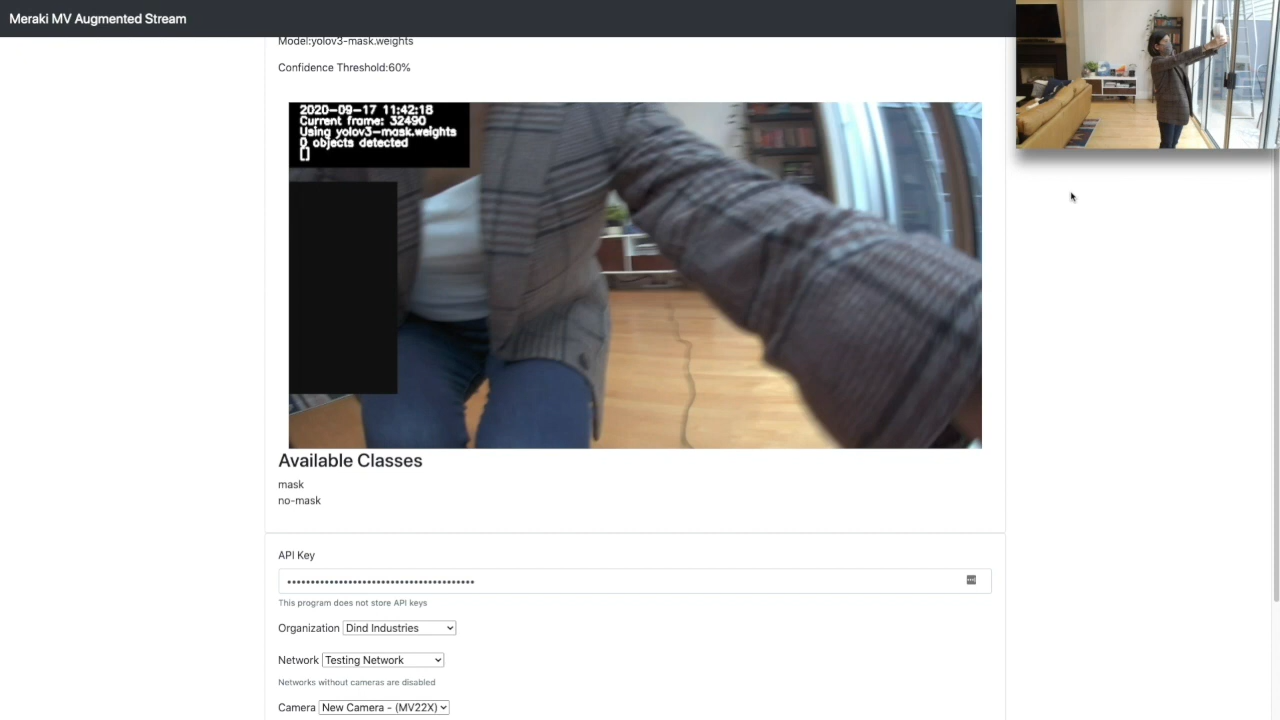 Meraki MV Augmented Stream
Model:yolov3-mask.weights
Confidence Threshold:60%
2020-09-17 11:42:18
Current frame: 32490
Using yolov3-mask.weights
0 objects detected
[]
Available Classes
mask
no-mask
API Key
••••••••••••••••••••••••••••••••••••••••
This program does not store API keys
Organization Dind Industries
Network Testing Network
Networks without cameras are disabled
Camera New Camera - (MV22X)